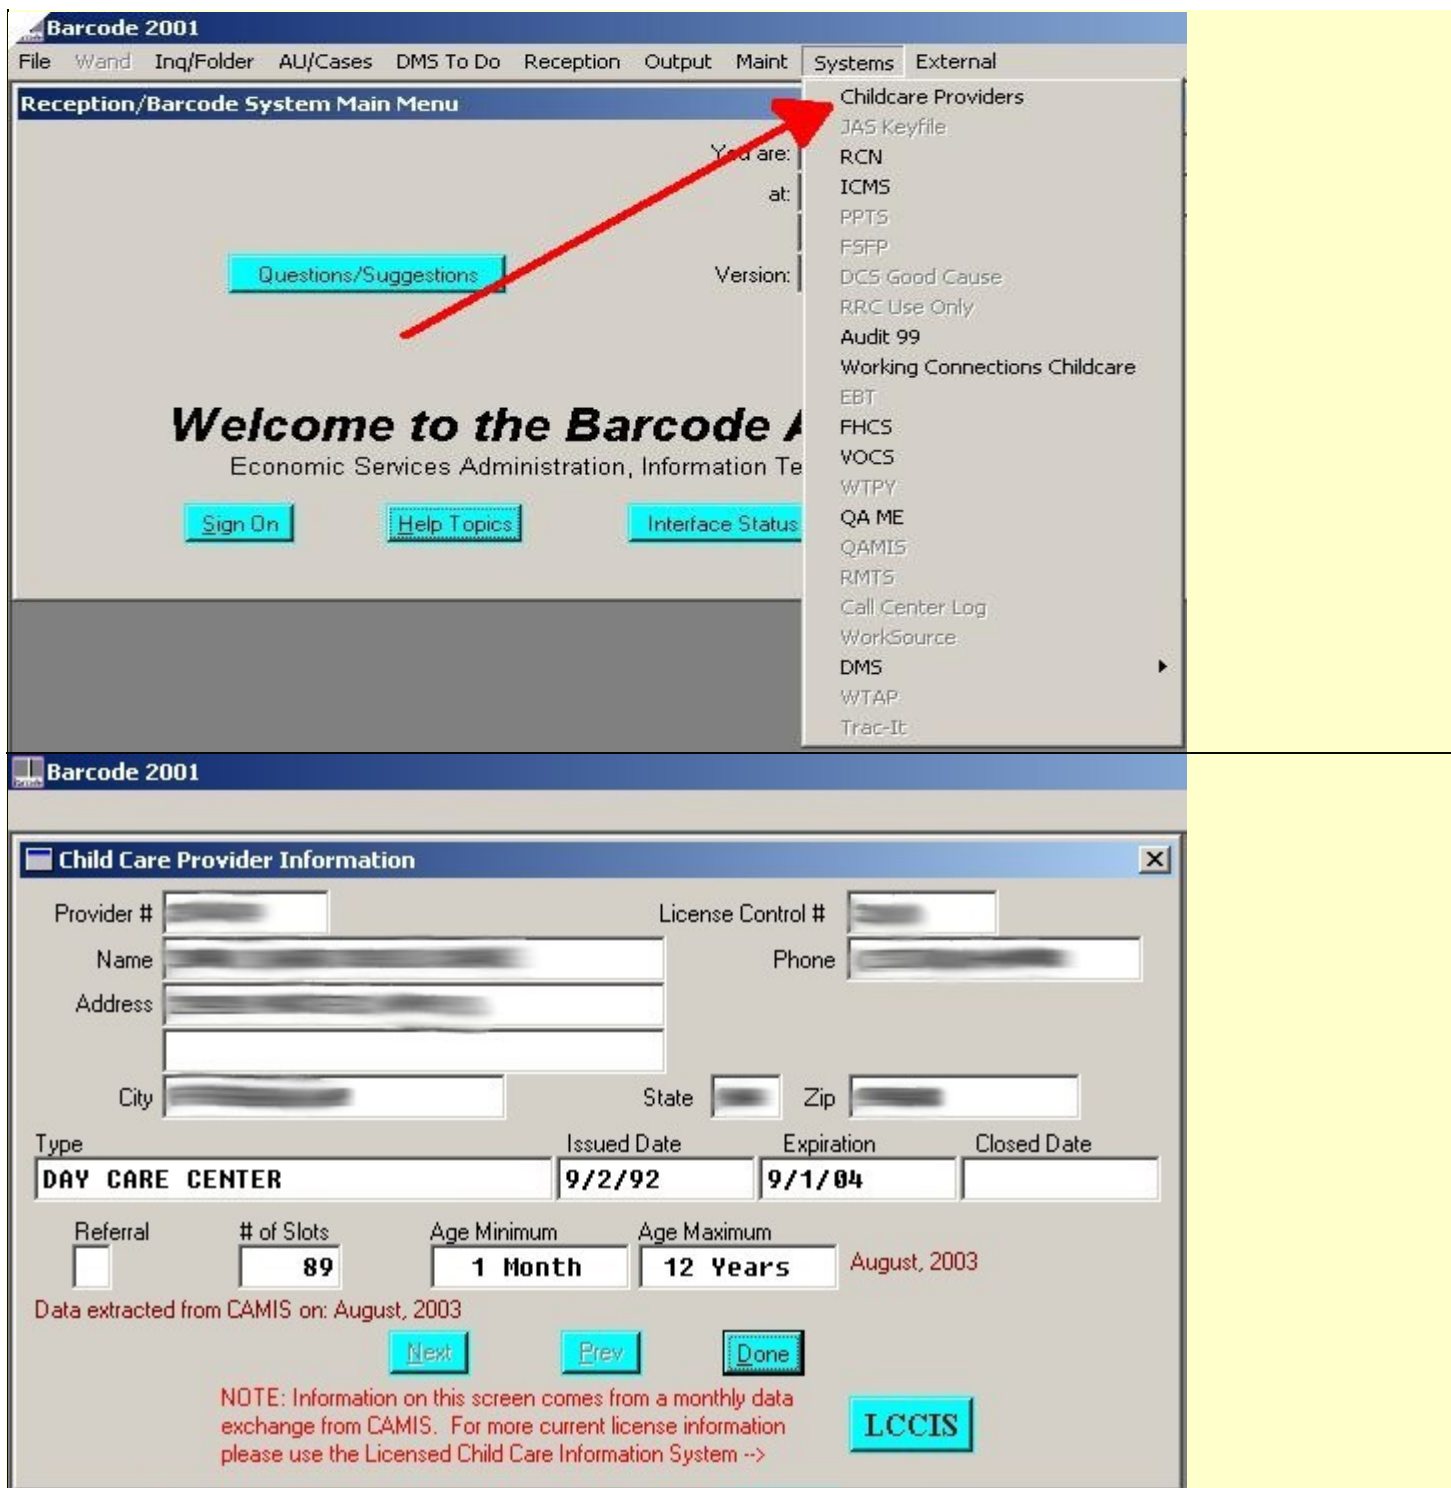 Barcode 2001
File Wand Inq/Folder AU/Cases DMS To Do Reception Output Maint Systems External
Reception/Barcode System Main Menu
You are:
at:
Questions/Suggestions
Version:
Welcome to the Barcode
Economic Services Administration, Information
Sign On Help Topics Interface Status
Childcare Providers
JAS Keyfile
RCN
ICMS
PPTS
FSFP
DCS Good Cause
RRC Use Only
Audit 99
Working Connections Childcare
EBT
FHCS
VOCS
WTPY
QA ME
QAMIS
RMTS
Call Center Log
WorkSource
DMS
WTAP
Trac-It
Barcode 2001
Child Care Provider Information
Provider # License Control #
Name Phone
Address
City State Zip
Type Issued Date Expiration Closed Date
DAY CARE CENTER 9/2/92 9/1/04
Referral # of Slots Age Minimum Age Maximum
89 1 Month 12 Years August, 2003
Data extracted from CAMIS on: August, 2003
Next Prev Done
NOTE: Information on this screen comes from a monthly data
exchange from CAMIS. For more current license information
please use the Licensed Child Care Information System -->
LCCIS